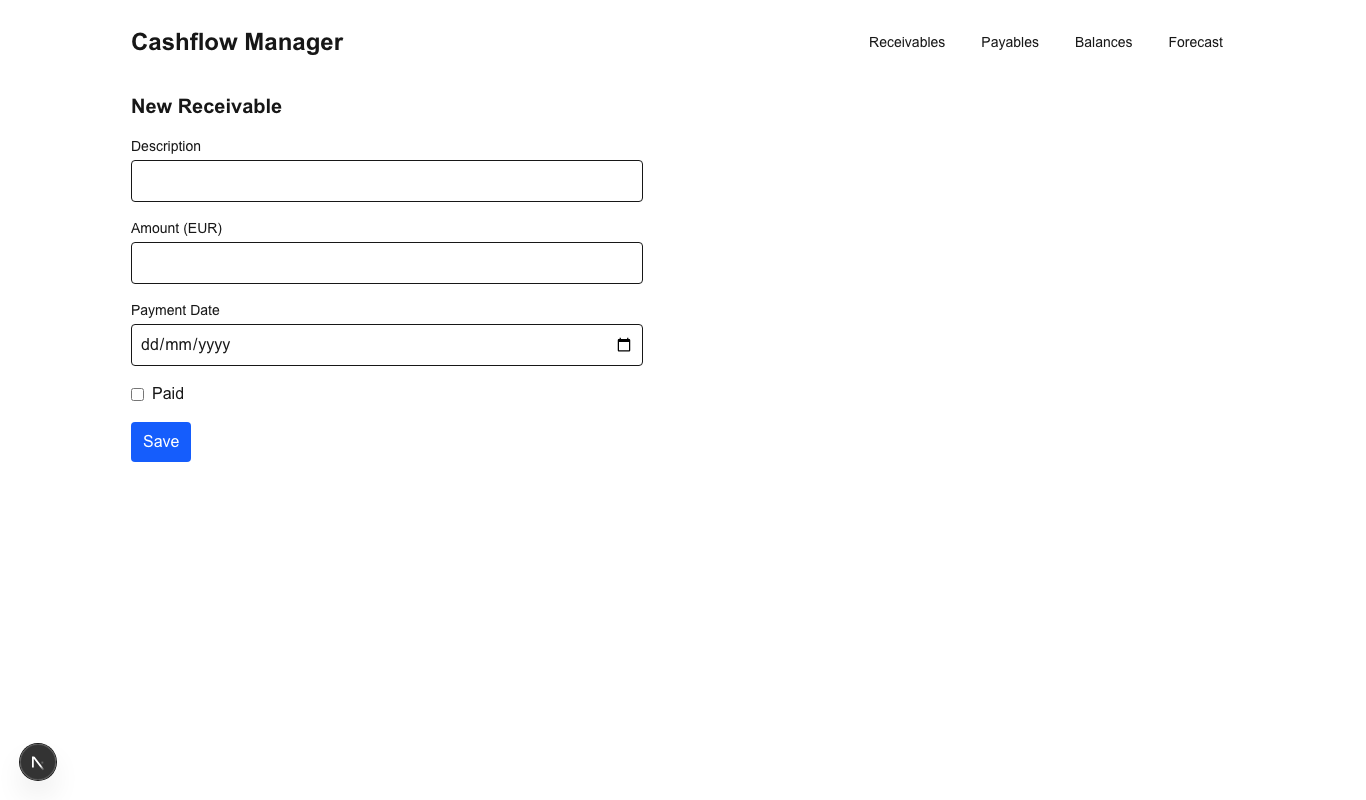 Cashflow Manager
Receivables Payables Balances Forecast
New Receivable
Description
Amount (EUR)
Payment Date
dd/mm/yyyy
Paid
Save
N